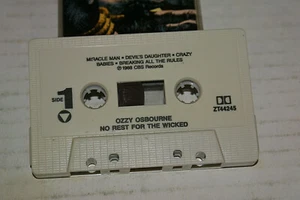 MIRACLE MAN • DEVIL'S DAUGHTER • CRAZY
BABIES • BREAKING ALL THE RULES
℗ 1988 CBS Records
SIDE 1
ZT44245
OZZY OSBOURNE
NO REST FOR THE WICKED